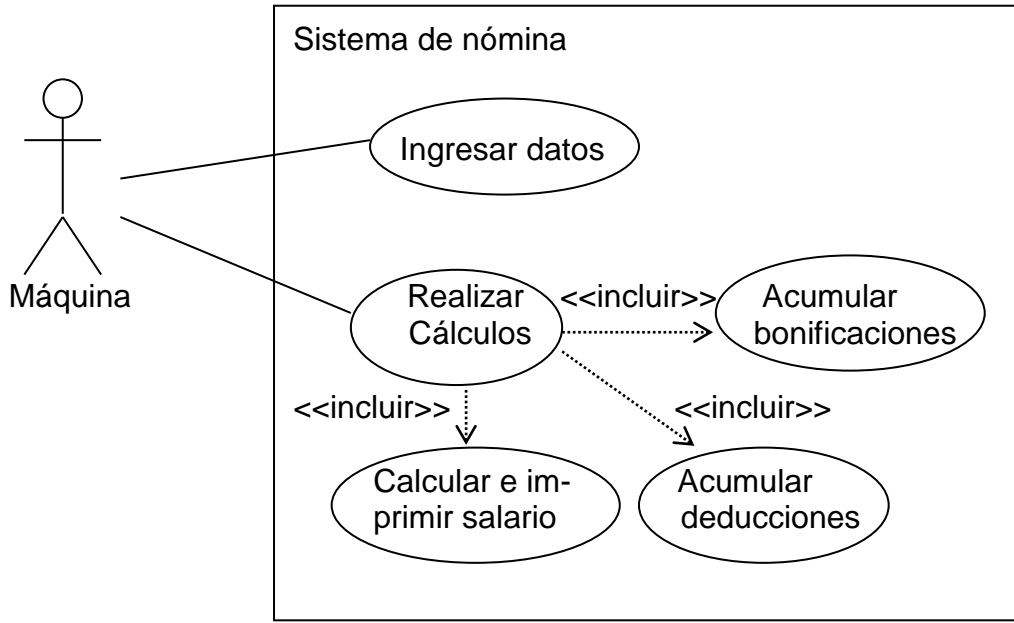 Sistema de nómina
Ingresar datos
Máquina
Realizar
Cálculos
<<incluir>>
Acumular
bonificaciones
<<incluir>>
<<incluir>>
Calcular e im-
primir salario
Acumular
deducciones